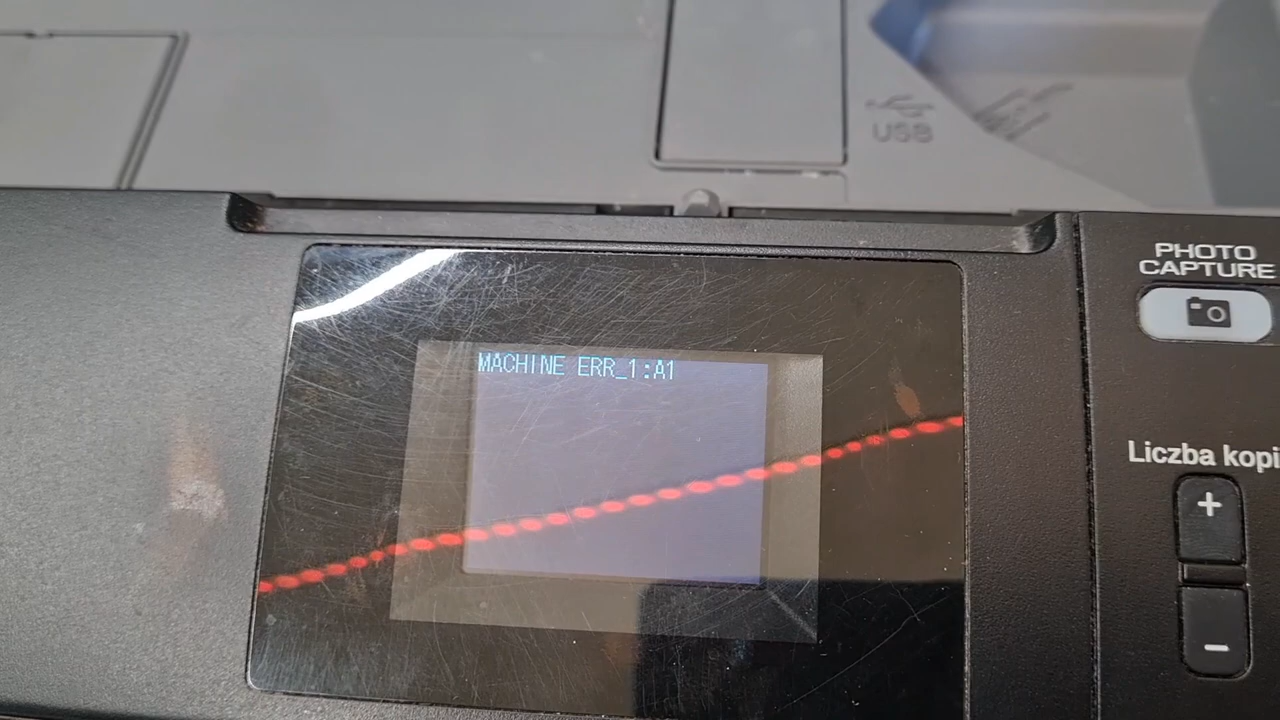 USB
PHOTO
CAPTURE
MACHINE ERR_1:A1
Liczba kopi
+
-